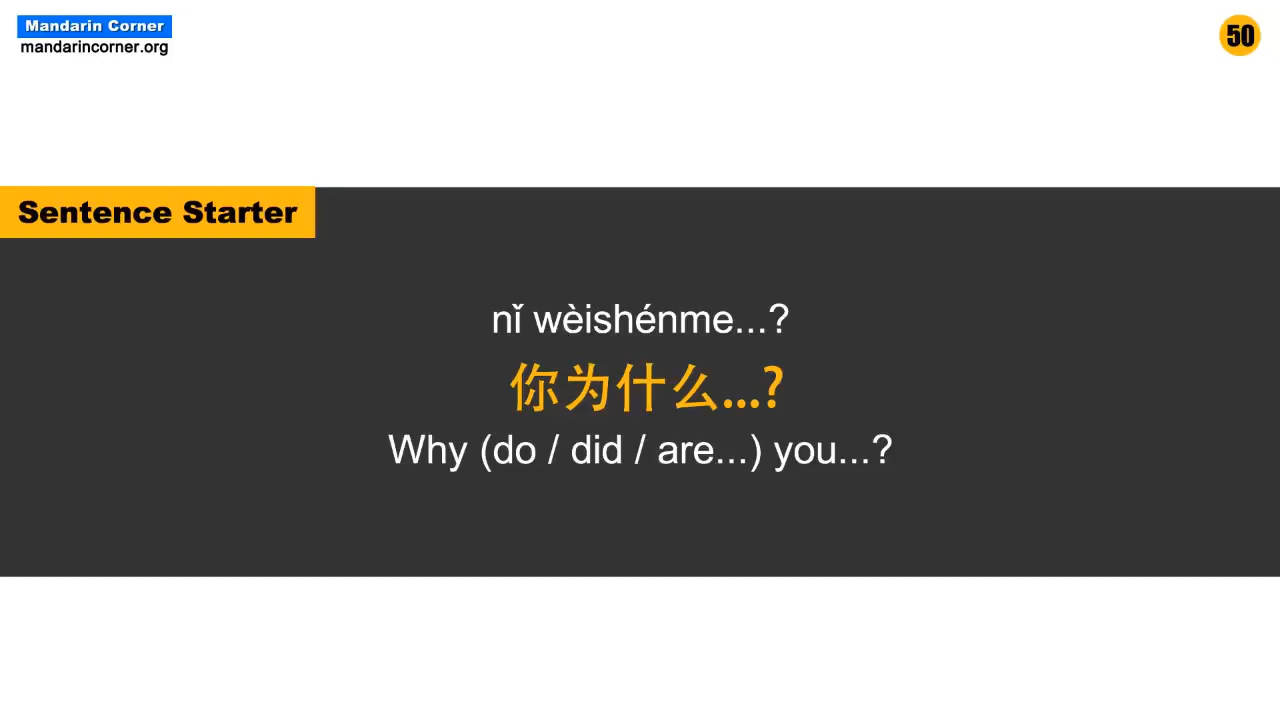 Mandarin Corner
mandarincorner.org
50
Sentence Starter
nǐ wèishénme...?
你为什么...?
Why (do / did / are...) you...?